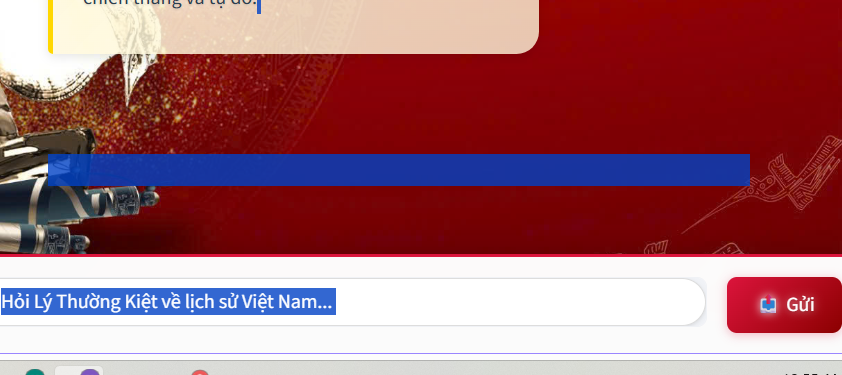 chiến thắng và tự do.
Hỏi Lý Thường Kiệt về lịch sử Việt Nam...
Gửi